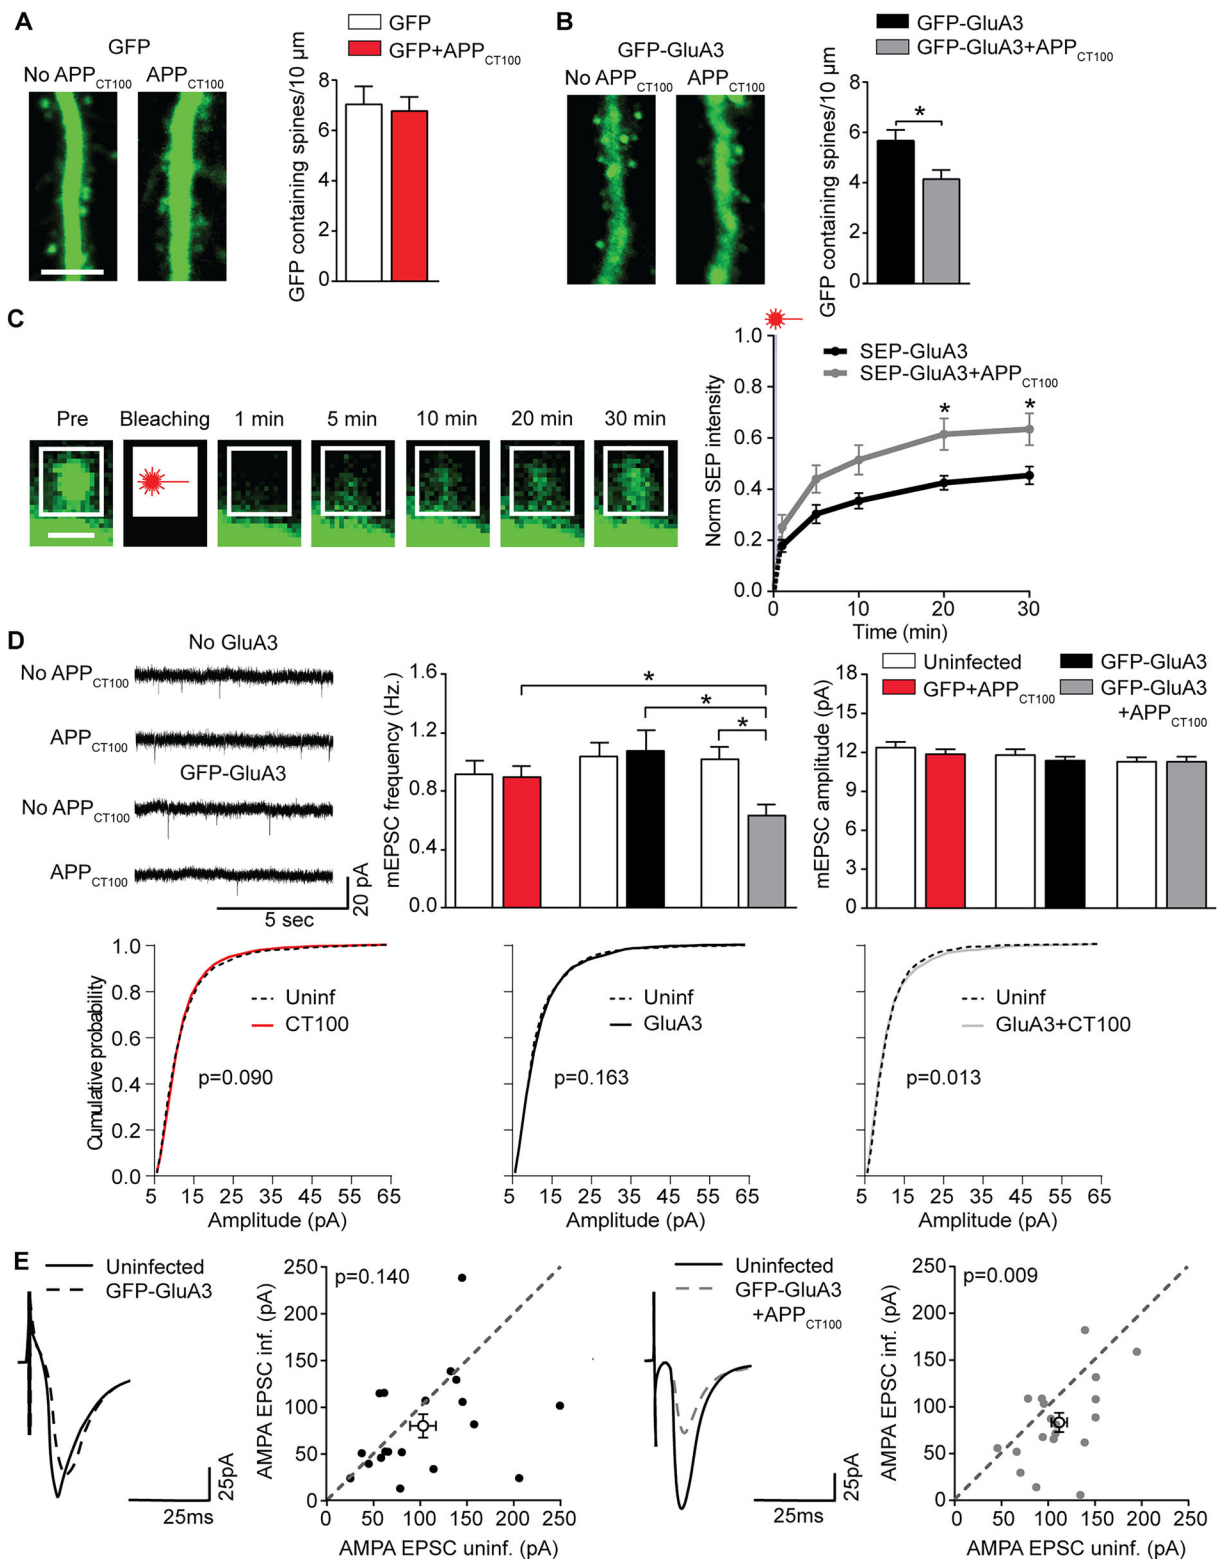 A
GFP
No APPCT100 APPCT100
GFP
GFP+APPCT100
GFP containing spines/10 µm
8
6
4
2
0
B
GFP-GluA3
No APPCT100 APPCT100
GFP-GluA3
GFP-GluA3+APPCT100
GFP containing spines/10 µm
8
6
4
2
0
*
C
Pre Bleaching 1 min 5 min 10 min 20 min 30 min
SEP-GluA3
SEP-GluA3+APPCT100
Norm SEP intensity
1.0
0.8
0.6
0.4
0.2
0.0
* *
0 10 20 30
Time (min)
D
No GluA3
No APPCT100
APPCT100
GFP-GluA3
No APPCT100
APPCT100
20 pA
5 sec
mEPSC frequency (Hz.)
1.6
1.2
0.8
0.4
0.0
*
*
*
Uninfected
GFP+APPCT100
GFP-GluA3
GFP-GluA3
+APPCT100
mEPSC amplitude (pA)
18
15
12
9
6
3
0
Cumulative probability
1.0
0.8
0.6
0.4
0.2
0.0
Uninf
CT100
p=0.090
5 15 25 35 45 55 65
Amplitude (pA)
Uninf
GluA3
p=0.163
5 15 25 35 45 55 65
Amplitude (pA)
Uninf
GluA3+CT100
p=0.013
5 15 25 35 45 55 65
Amplitude (pA)
E
Uninfected
GFP-GluA3
25pA
25ms
AMPA EPSC inf. (pA)
250
200
150
100
50
0
p=0.140
0 50 100 150 200 250
AMPA EPSC uninf. (pA)
Uninfected
GFP-GluA3
+APPCT100
25pA
25ms
AMPA EPSC inf. (pA)
250
200
150
100
50
0
p=0.009
0 50 100 150 200 250
AMPA EPSC uninf. (pA)